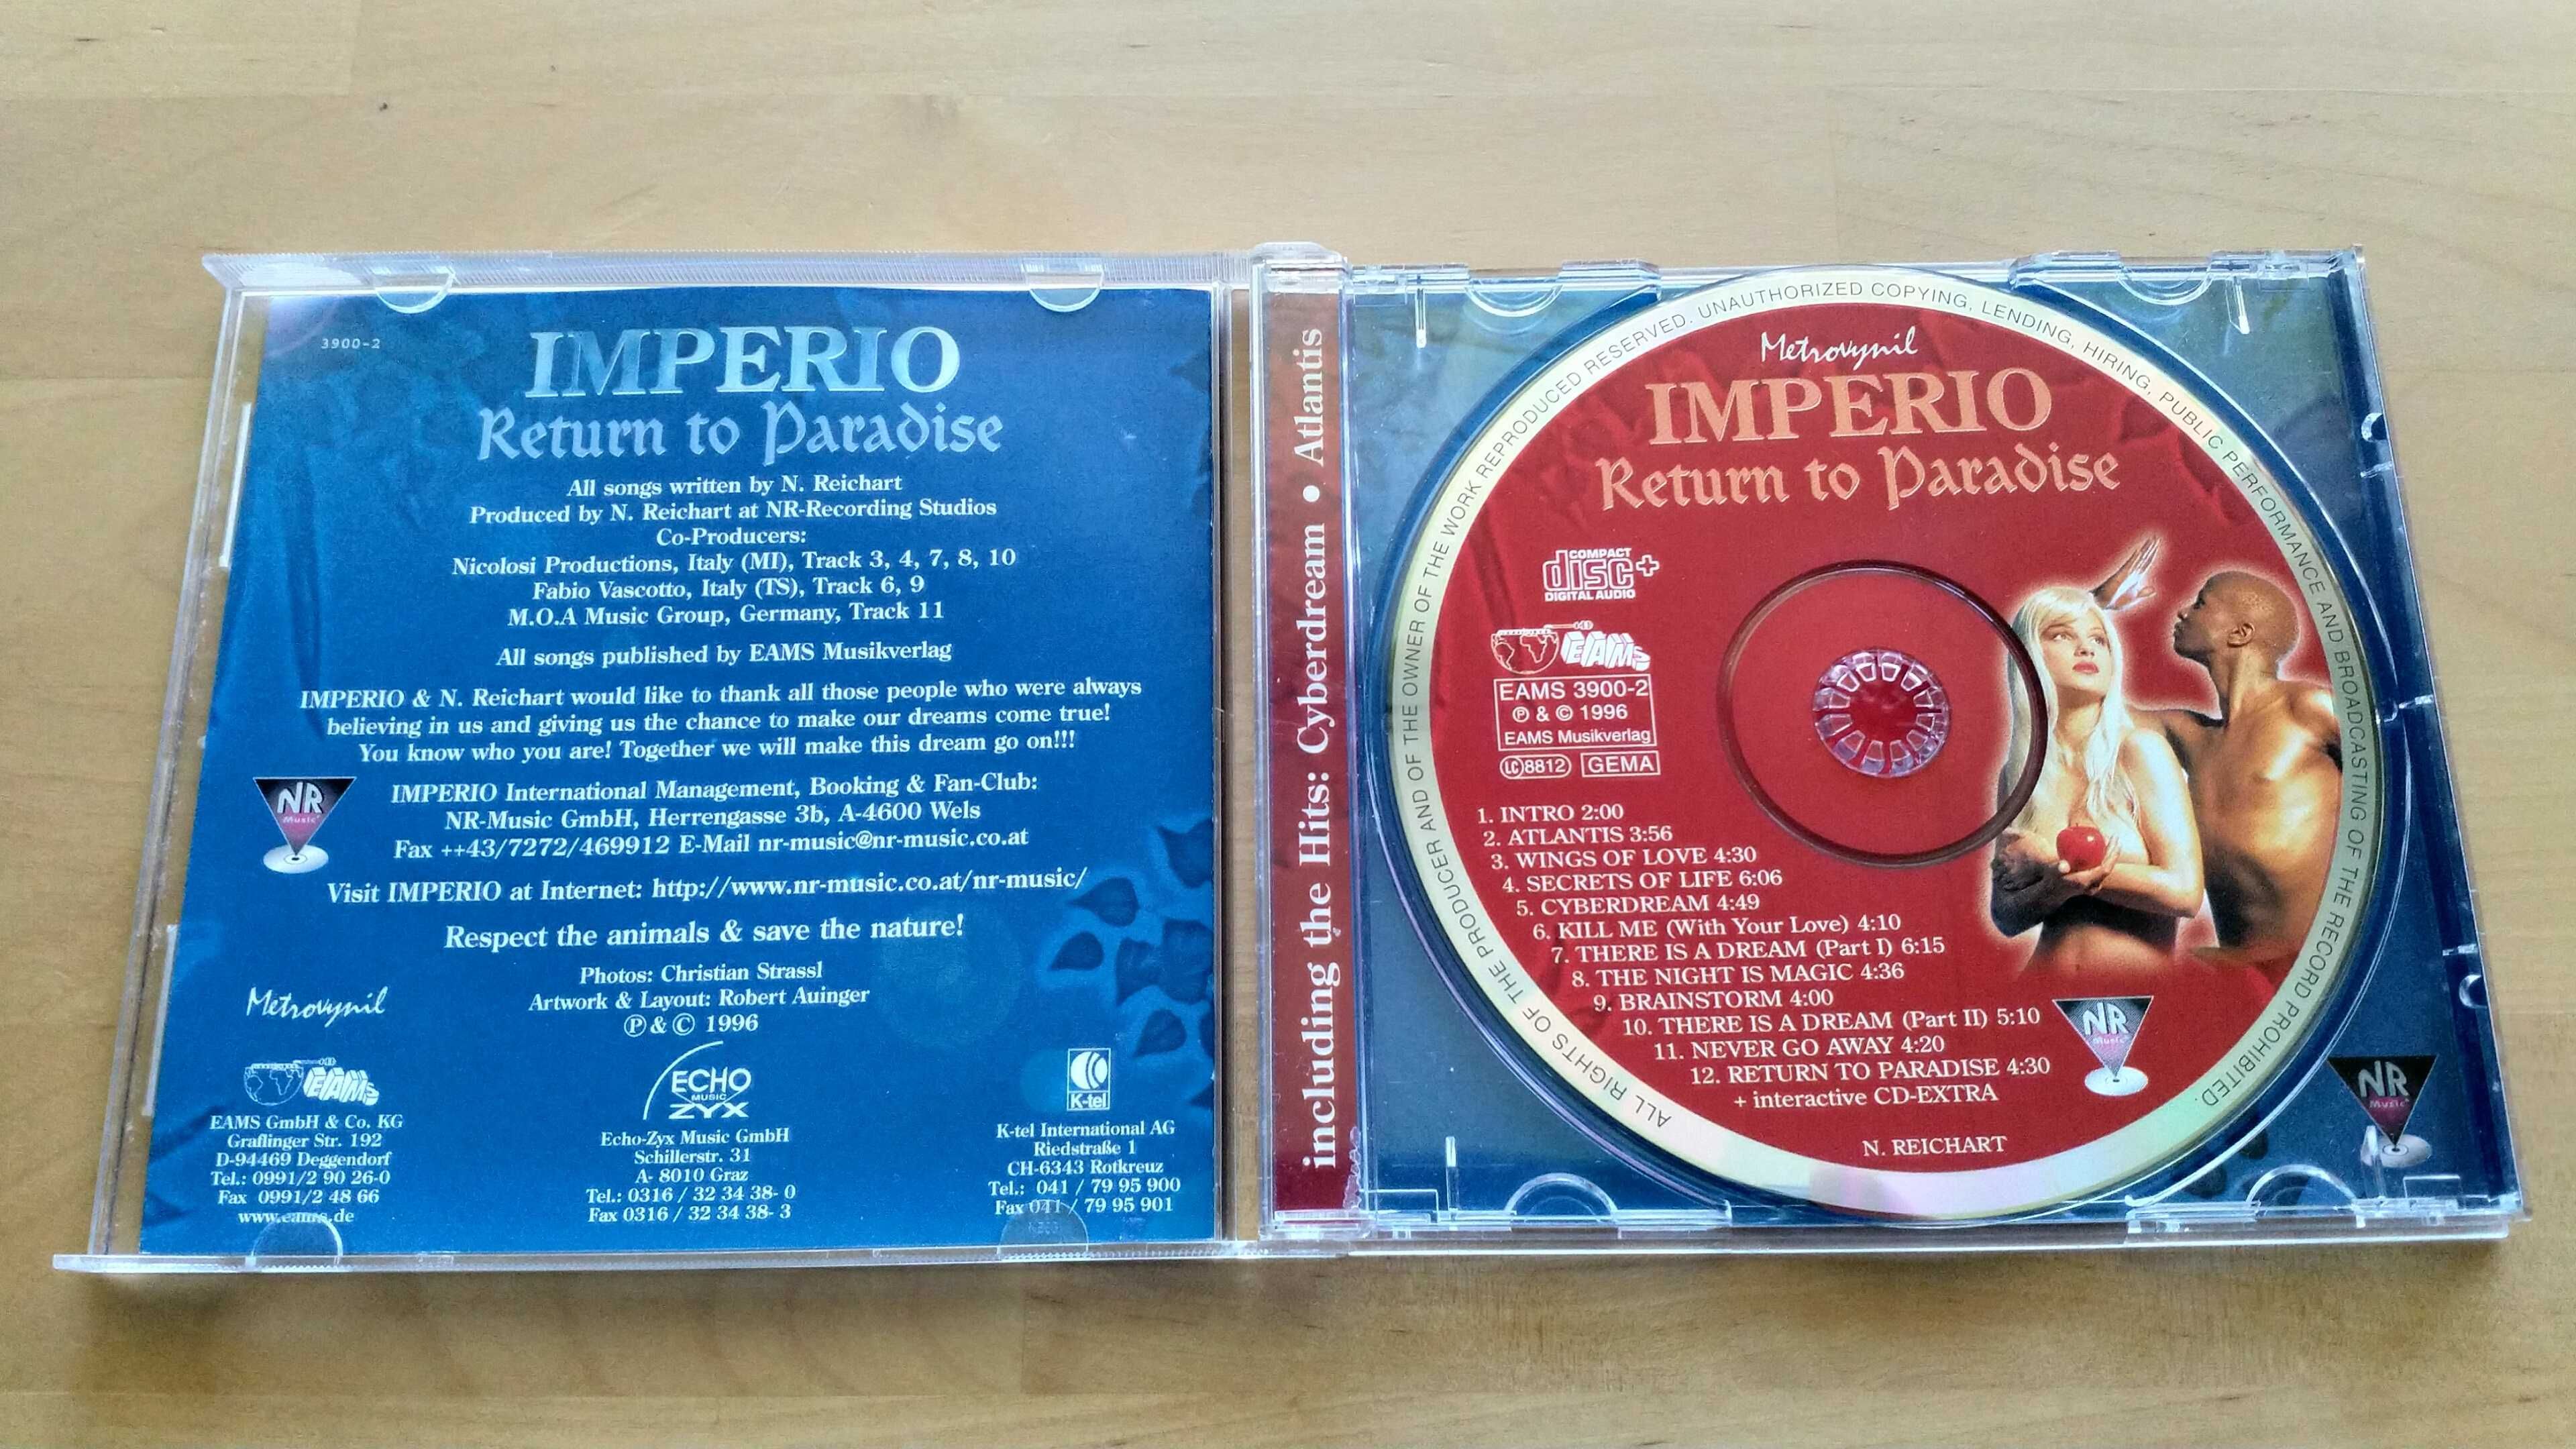 3900-2
IMPERIO
Return to Paradise
All songs written by N. Reichart
Produced by N. Reichart at NR-Recording Studios
Co-Producers:
Nicolosi Productions, Italy (MI), Track 3, 4, 7, 8, 10
Fabio Vascotto, Italy (TS), Track 6, 9
M.O.A Music Group, Germany, Track 11
All songs published by EAMS Musikverlag
IMPERIO & N. Reichart would like to thank all those people who were always
believing in us and giving us the chance to make our dreams come true!
You know who you are! Together we will make this dream go on!!!
NR
Music
IMPERIO International Management, Booking & Fan-Club:
NR-Music GmbH, Herrengasse 3b, A-4600 Wels
Fax ++43/7272/469912 E-Mail nr-music@nr-music.co.at
Visit IMPERIO at Internet: http://www.nr-music.co.at/nr-music/
Respect the animals & save the nature!
Photos: Christian Strassl
Artwork & Layout: Robert Auinger
℗ & © 1996
Metrovynil
EAMS
EAMS GmbH & Co. KG
Graflinger Str. 192
D-94469 Deggendorf
Tel.: 0991/2 90 26-0
Fax 0991/2 48 66
www.eams.de
ECHO
MUSIC
ZYX
Echo-Zyx Music GmbH
Schillerstr. 31
A- 8010 Graz
Tel.: 0316 / 32 34 38- 0
Fax 0316 / 32 34 38- 3
K-tel
K-tel International AG
Riedstraße 1
CH-6343 Rotkreuz
Tel.: 041 / 79 95 900
Fax 041 / 79 95 901
including the Hits: Cyberdream • Atlantis
ALL RIGHTS OF THE PRODUCER AND OF THE OWNER OF THE WORK REPRODUCED RESERVED. UNAUTHORIZED COPYING, LENDING, HIRING, PUBLIC PERFORMANCE AND BROADCASTING OF THE RECORD PROHIBITED.
Metrovynil
IMPERIO
Return to Paradise
COMPACT
disc+
DIGITAL AUDIO
EAMS
EAMS 3900-2
℗ & © 1996
EAMS Musikverlag
LC 8812 GEMA
1. INTRO 2:00
2. ATLANTIS 3:56
3. WINGS OF LOVE 4:30
4. SECRETS OF LIFE 6:06
5. CYBERDREAM 4:49
6. KILL ME (With Your Love) 4:10
7. THERE IS A DREAM (Part I) 6:15
8. THE NIGHT IS MAGIC 4:36
9. BRAINSTORM 4:00
10. THERE IS A DREAM (Part II) 5:10
11. NEVER GO AWAY 4:20
12. RETURN TO PARADISE 4:30
+ interactive CD-EXTRA
N. REICHART
NR
Music
NR
Music